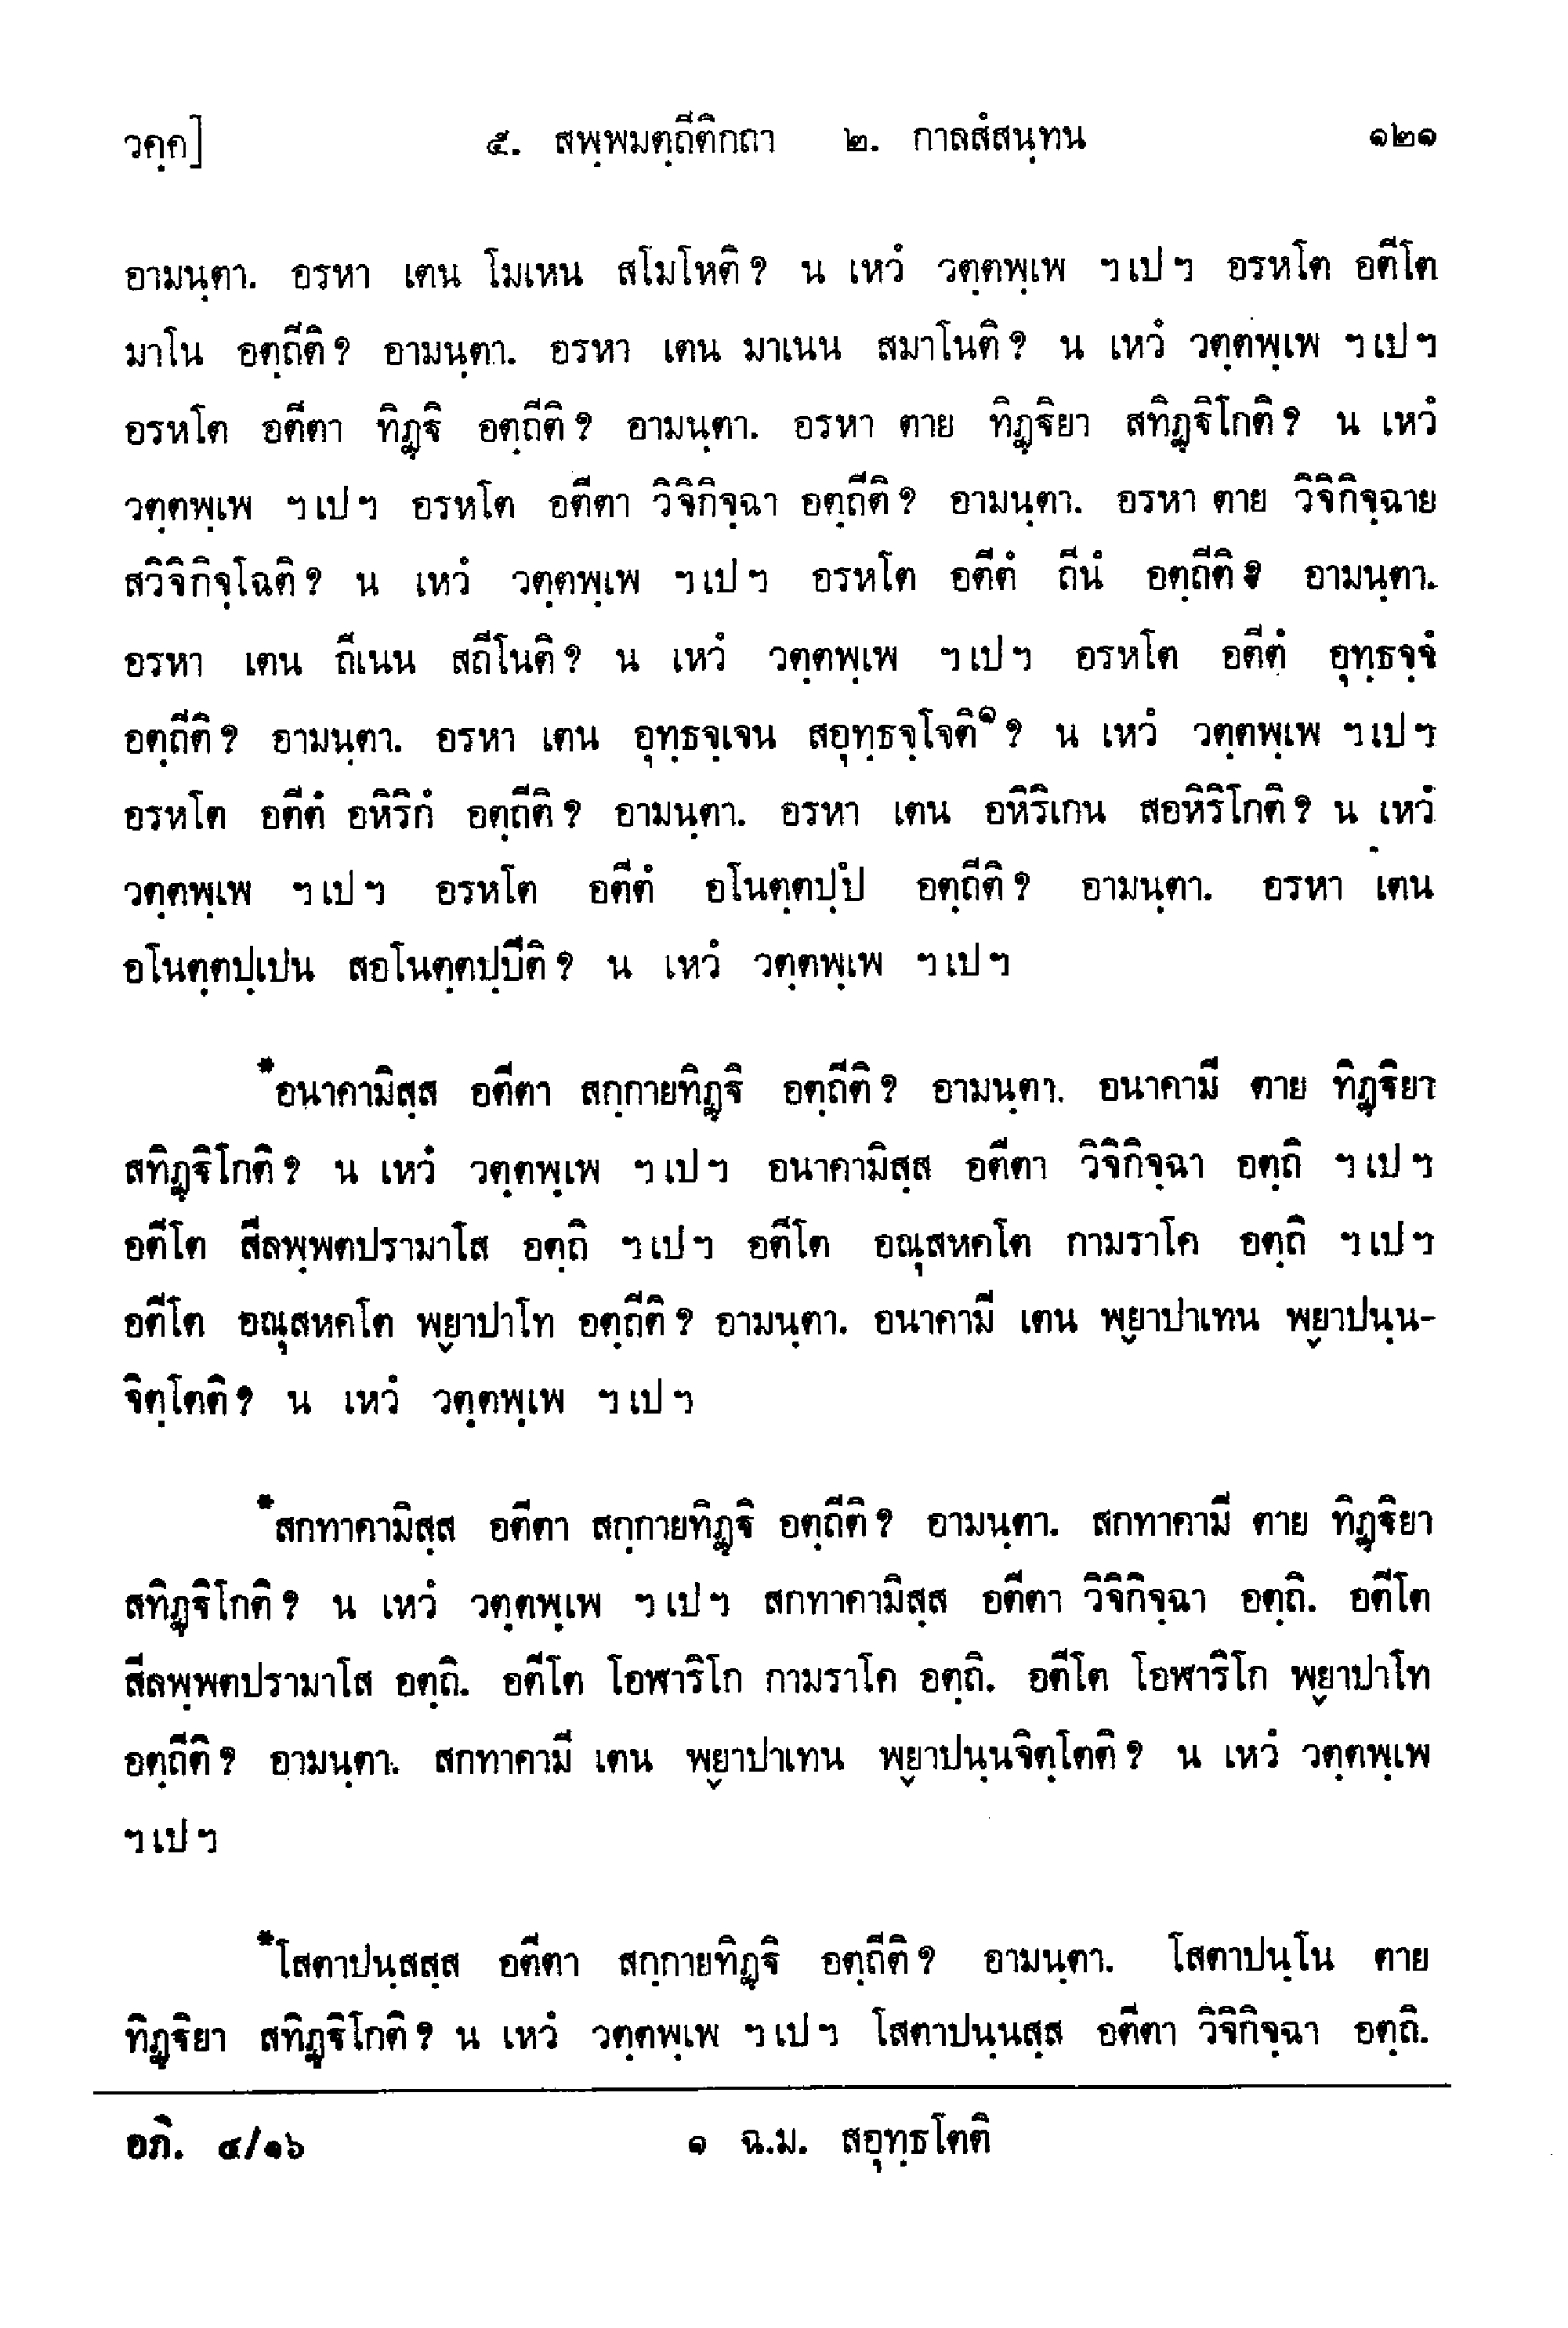 วคฺค]	๕. สพฺพมตฺถีติกถา ๒. กาลสํสนฺทน	๑๒๑
อามนฺตา. อรหา เตน โมเหน สโมโหติ ? น เหวํ วตฺตพฺเพ ฯ เป ฯ อรหโต อตีโต
มาโน อตฺถีติ ? อามนฺตา. อรหา เตน มาเนน สมาโนติ ? น เหวํ วตฺตพฺเพ ฯ เป ฯ
อรหโต อตีตา ทิฏฺฐิ อตฺถีติ ? อามนฺตา. อรหา ตาย ทิฏฺฐิยา สทิฏฺฐิโกติ ? น เหวํ
วตฺตพฺเพ ฯ เป ฯ อรหโต อตีตา วิจิกิจฺฉา อตฺถีติ ? อามนฺตา. อรหา ตาย วิจิกิจฺฉาย
สวิจิกิจฺโฉติ ? น เหวํ วตฺตพฺเพ ฯ เป ฯ อรหโต อตีตํ ถีนํ อตฺถีติ ? อามนฺตา.
อรหา เตน ถีเนน สถีโนติ ? น เหวํ วตฺตพฺเพ ฯ เป ฯ อรหโต อตีตํ อุทฺธจฺจํ
อตฺถีติ ? อามนฺตา. อรหา เตน อุทฺธจฺเจน สอุทฺธจฺโจติ๑ ? น เหวํ วตฺตพฺเพ ฯ เป ฯ
อรหโต อตีตํ อหิริกํ อตฺถีติ ? อามนฺตา. อรหา เตน อหิริเกน สอหิริโกติ ? น เหวํ
วตฺตพฺเพ ฯ เป ฯ อรหโต อตีตํ อโนตฺตปฺปํ อตฺถีติ ? อามนฺตา. อรหา เตน
อโนตฺตปฺเปน สอโนตฺตปฺปีติ ? น เหวํ วตฺตพฺเพ ฯ เป ฯ
*อนาคามิสฺส อตีตา สกฺกายทิฏฺฐิ อตฺถีติ ? อามนฺตา. อนาคามี ตาย ทิฏฺฐิยา
สทิฏฺฐิโกติ ? น เหวํ วตฺตพฺเพ ฯ เป ฯ อนาคามิสฺส อตีตา วิจิกิจฺฉา อตฺถิ ฯ เป ฯ
อตีโต สีลพฺพตปรามาโส อตฺถิ ฯ เป ฯ อตีโต อณุสหคโต กามราโค อตฺถิ ฯ เป ฯ
อตีโต อณุสหคโต พฺยาปาโท อตฺถีติ ? อามนฺตา. อนาคามี เตน พฺยาปาเทน พฺยาปนฺน-
จิตฺโตติ ? น เหวํ วตฺตพฺเพ ฯ เป ฯ
*สกทาคามิสฺส อตีตา สกฺกายทิฏฺฐิ อตฺถีติ ? อามนฺตา. สกทาคามี ตาย ทิฏฺฐิยา
สทิฏฺฐิโกติ ? น เหวํ วตฺตพฺเพ ฯ เป ฯ สกทาคามิสฺส อตีตา วิจิกิจฺฉา อตฺถิ. อตีโต
สีลพฺพตปรามาโส อตฺถิ. อตีโต โอฬาริโก กามราโค อตฺถิ. อตีโต โอฬาริโก พฺยาปาโท
อตฺถีติ ? อามนฺตา. สกทาคามี เตน พฺยาปาเทน พฺยาปนฺนจิตฺโตติ ? น เหวํ วตฺตพฺเพ
ฯ เป ฯ
*โสตาปนฺสสฺส อตีตา สกฺกายทิฏฺฐิ อตฺถีติ ? อามนฺตา. โสตาปนฺโน ตาย
ทิฏฺฐิยา สทิฏฺฐิโกติ ? น เหวํ วตฺตพฺเพ ฯ เป ฯ โสตาปนฺนสฺส อตีตา วิจิกิจฺฉา อตฺถิ.
อภิ. ๔/๑๖	๑ ฉ.ม. สอุทฺธโตติ